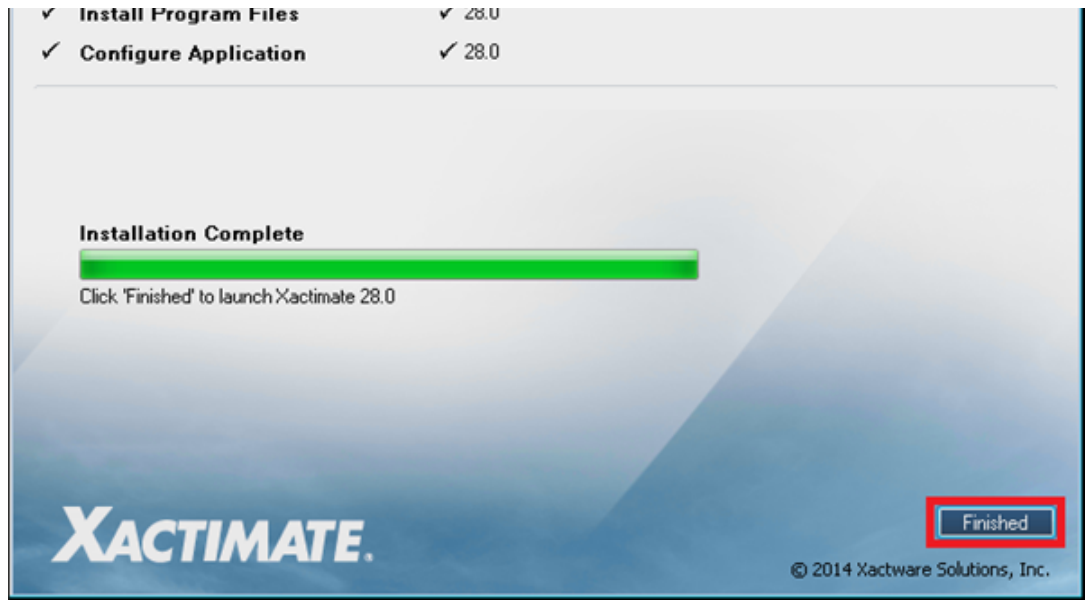 ✓ Install Program Files ✓ 28.0
✓ Configure Application ✓ 28.0
Installation Complete
Click 'Finished' to launch Xactimate 28.0
XACTIMATE.
Finished
© 2014 Xactware Solutions, Inc.